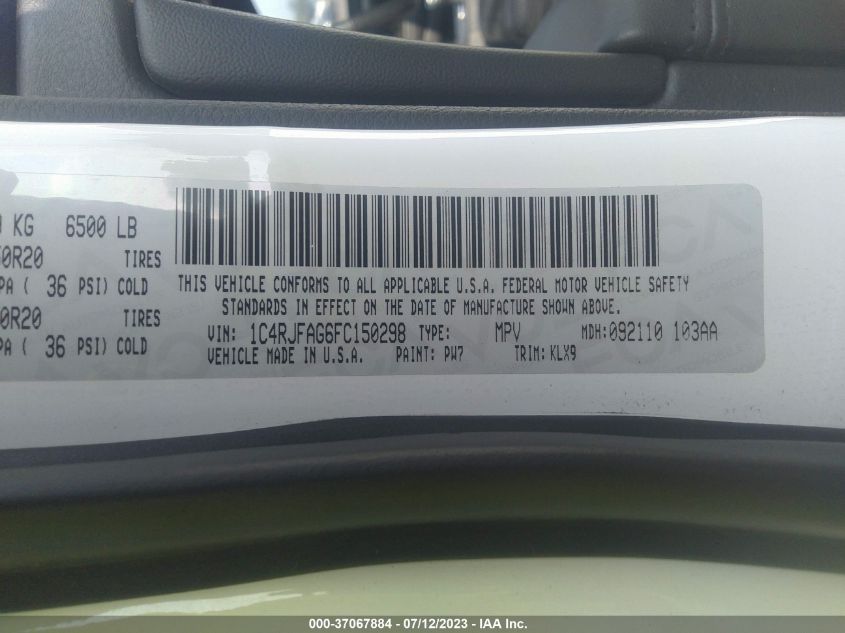 KG 6500 LB
0R20 TIRES
PA ( 36 PSI) COLD
0R20 TIRES
PA ( 36 PSI) COLD
THIS VEHICLE CONFORMS TO ALL APPLICABLE U.S.A. FEDERAL MOTOR VEHICLE SAFETY
STANDARDS IN EFFECT ON THE DATE OF MANUFACTURE SHOWN ABOVE.
VIN: 1C4RJFAG6FC150298 TYPE: MPV MDH:092110 103AA
VEHICLE MADE IN U.S.A. PAINT: PW7 TRIM: KLX9
000-37067884 - 07/12/2023 - IAA Inc.